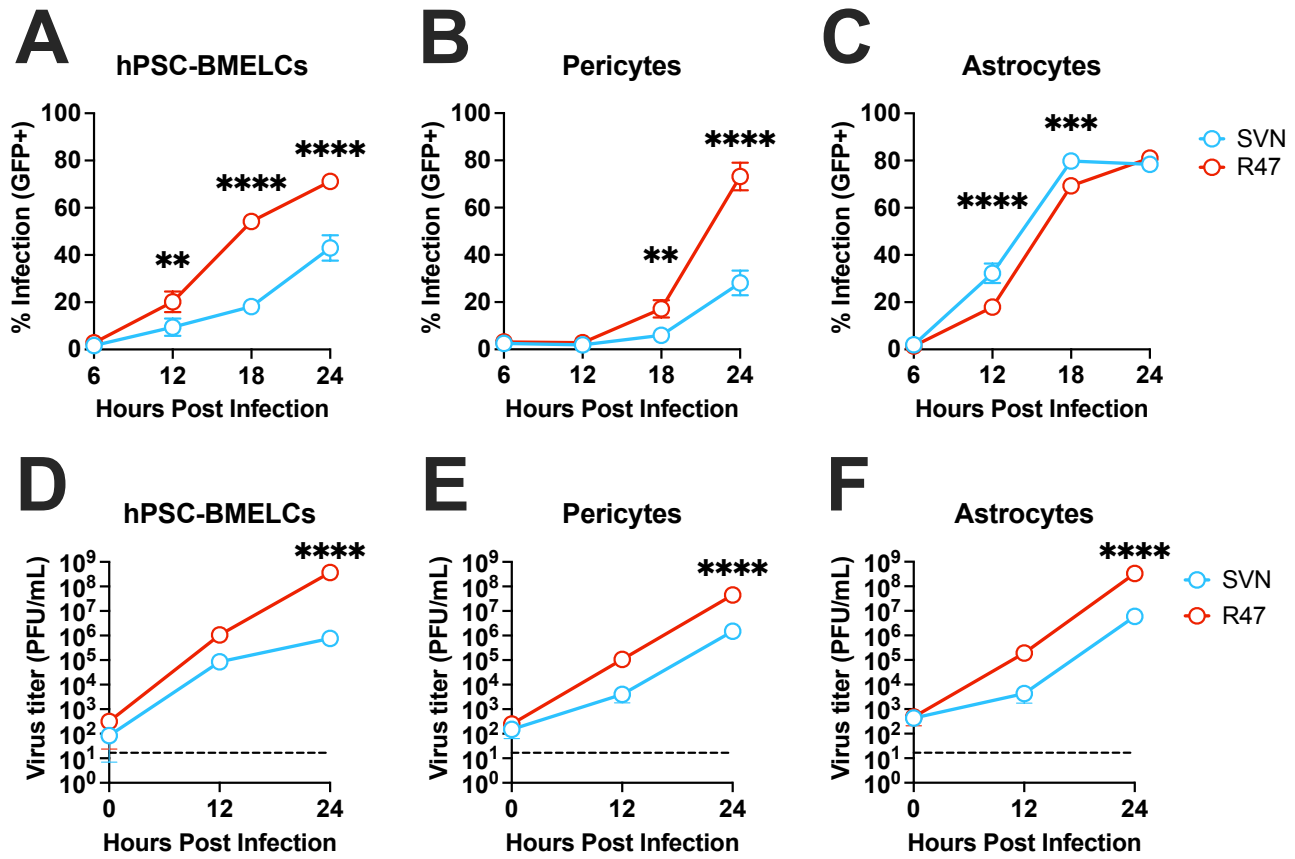 A
hPSC-BMELCs
% Infection (GFP+)
100
80
60
40
20
0
**
****
****
6 12 18 24
Hours Post Infection
B
Pericytes
% Infection (GFP+)
100
80
60
40
20
0
**
****
6 12 18 24
Hours Post Infection
C
Astrocytes
% Infection (GFP+)
100
80
60
40
20
0
****
***
6 12 18 24
Hours Post Infection
SVN
R47
D
hPSC-BMELCs
Virus titer (PFU/mL)
10⁹
10⁸
10⁷
10⁶
10⁵
10⁴
10³
10²
10¹
10⁰
****
0 12 24
Hours Post Infection
E
Pericytes
Virus titer (PFU/mL)
10⁹
10⁸
10⁷
10⁶
10⁵
10⁴
10³
10²
10¹
10⁰
****
0 12 24
Hours Post Infection
F
Astrocytes
Virus titer (PFU/mL)
10⁹
10⁸
10⁷
10⁶
10⁵
10⁴
10³
10²
10¹
10⁰
****
0 12 24
Hours Post Infection
SVN
R47